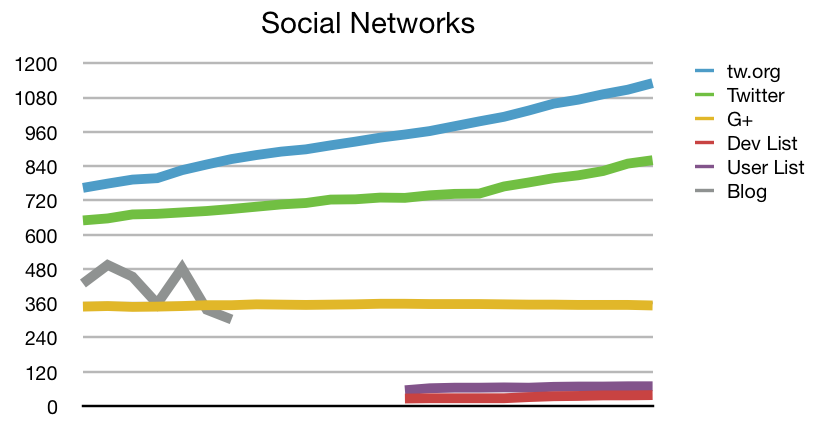 Social Networks
1200
1080
960
840
720
600
480
360
240
120
0
tw.org
Twitter
G+
Dev List
User List
Blog